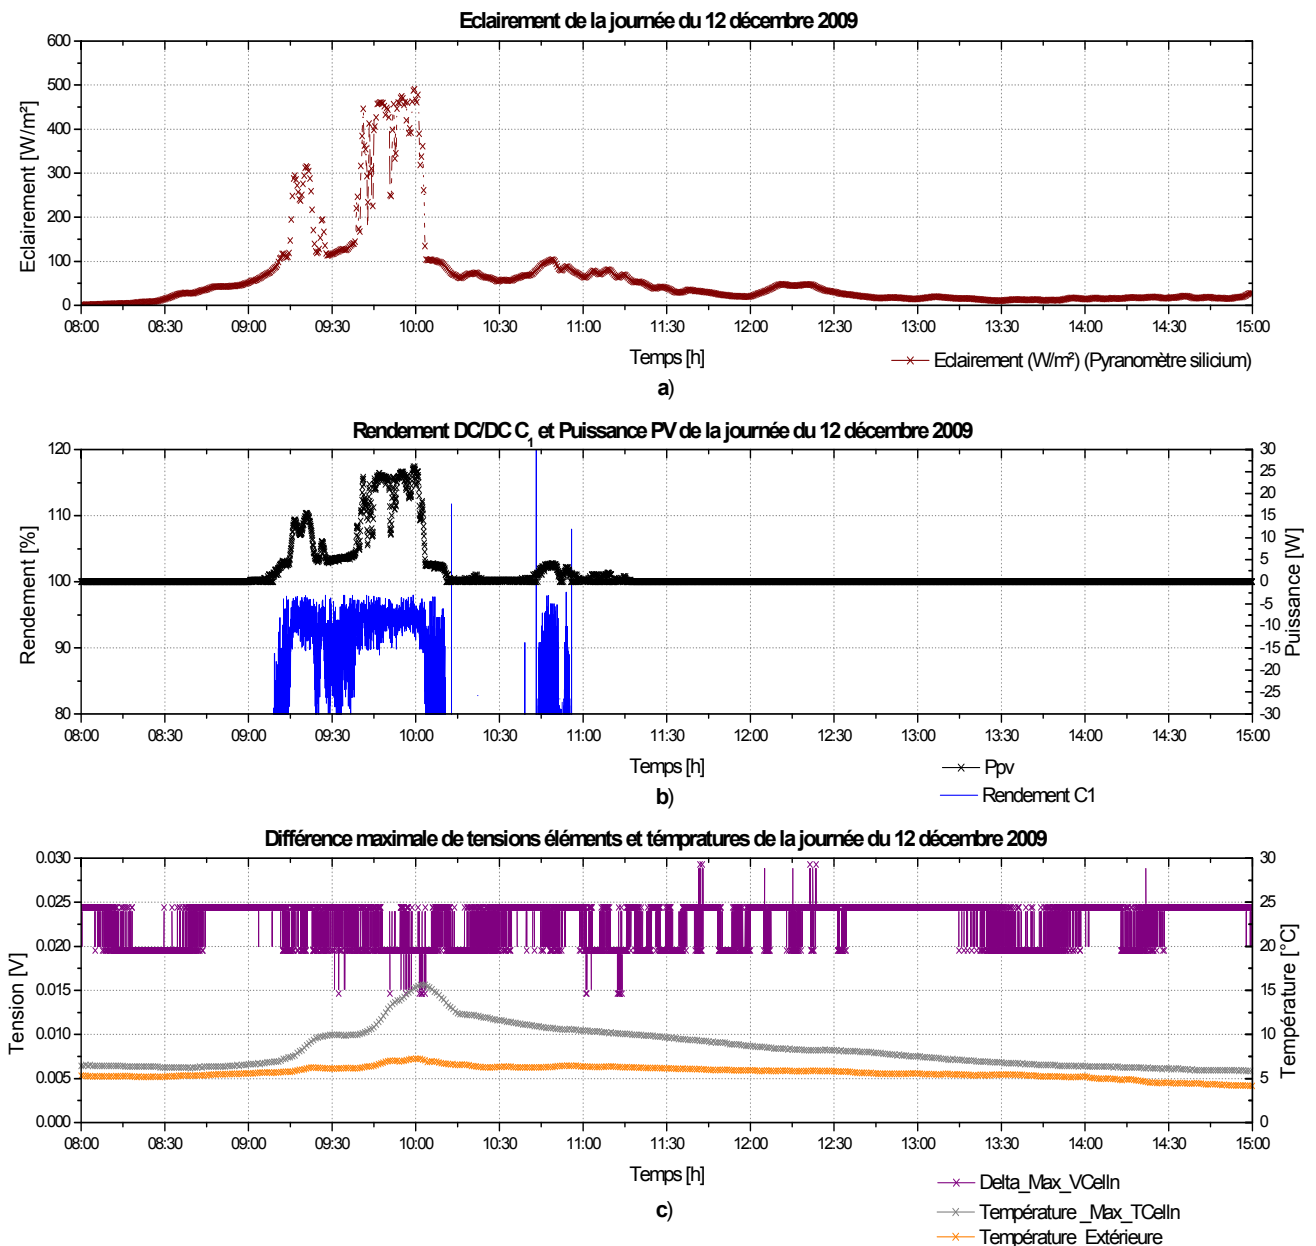 Eclairement de la journée du 12 décembre 2009
Eclairement [W/m²]
600
500
400
300
200
100
0
08:00 08:30 09:00 09:30 10:00 10:30 11:00 11:30 12:00 12:30 13:00 13:30 14:00 14:30 15:00
Temps [h]
Eclairement (W/m²) (Pyranomètre silicium)
a)
Rendement DC/DC C1 et Puissance PV de la journée du 12 décembre 2009
Rendement [%]
120
110
100
90
80
30
25
20
15
10
5
0
-5
-10
-15
-20
-25
-30
Puissance [W]
08:00 08:30 09:00 09:30 10:00 10:30 11:00 11:30 12:00 12:30 13:00 13:30 14:00 14:30 15:00
Temps [h]
Ppv
Rendement C1
b)
Différence maximale de tensions éléments et témpratures de la journée du 12 décembre 2009
Tension [V]
0.030
0.025
0.020
0.015
0.010
0.005
0.000
30
25
20
15
10
5
0
Température [°C]
08:00 08:30 09:00 09:30 10:00 10:30 11:00 11:30 12:00 12:30 13:00 13:30 14:00 14:30 15:00
Temps [h]
Delta_Max_VCelln
Température _Max_TCelln
Température Extérieure
c)